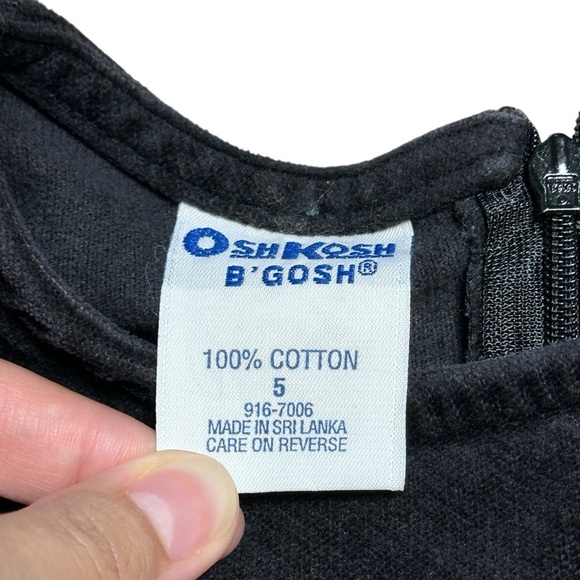 OSHKOSH
B'GOSH®
100% COTTON
5
916-7006
MADE IN SRI LANKA
CARE ON REVERSE